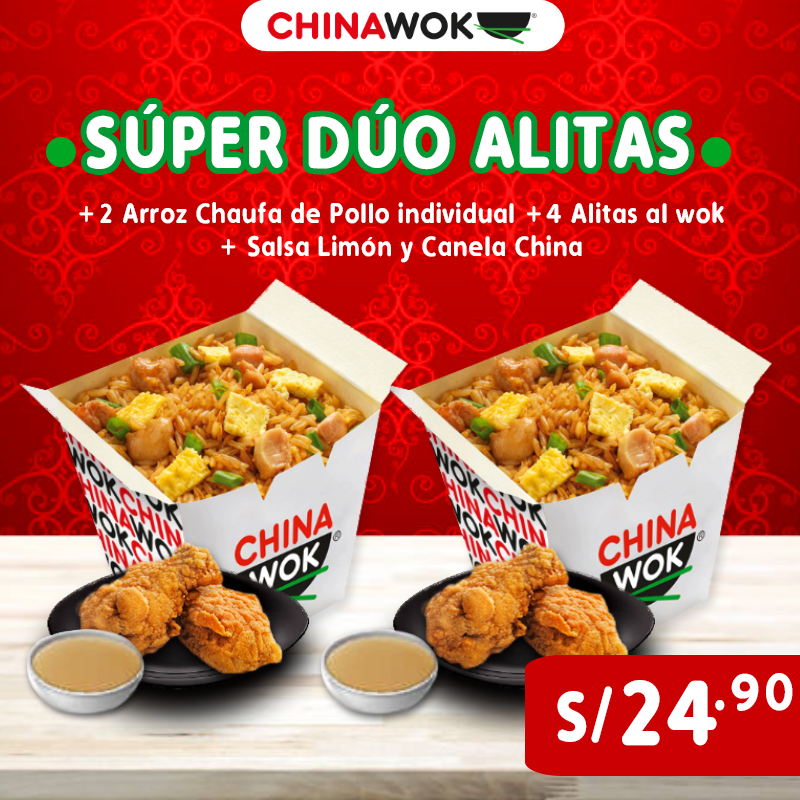 CHINAWOK®
SÚPER DÚO ALITAS
+2 Arroz Chaufa de Pollo individual +4 Alitas al wok
+ Salsa Limón y Canela China
CHINA
WOK®
CHINA
WOK®
S/24.90